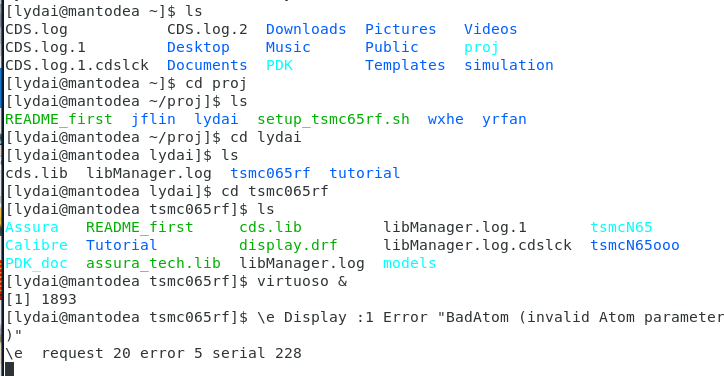 [lydai@mantodea ~]$ ls
CDS.log           CDS.log.2  Downloads  Pictures   Videos
CDS.log.1         Desktop    Music      Public     proj
CDS.log.1.cdslck  Documents  PDK        Templates  simulation
[lydai@mantodea ~]$ cd proj
[lydai@mantodea ~/proj]$ ls
README_first  jflin  lydai  setup_tsmc65rf.sh  wxhe  yrfan
[lydai@mantodea ~/proj]$ cd lydai
[lydai@mantodea lydai]$ ls
cds.lib  libManager.log  tsmc065rf  tutorial
[lydai@mantodea lydai]$ cd tsmc065rf
[lydai@mantodea tsmc065rf]$ ls
Assura   README_first     cds.lib         libManager.log.1       tsmcN65
Calibre  Tutorial         display.drf     libManager.log.cdslck  tsmcN65ooo
PDK_doc  assura_tech.lib  libManager.log  models
[lydai@mantodea tsmc065rf]$ virtuoso &
[1] 1893
[lydai@mantodea tsmc065rf]$ \e Display :1 Error "BadAtom (invalid Atom parameter
)"
\e  request 20 error 5 serial 228